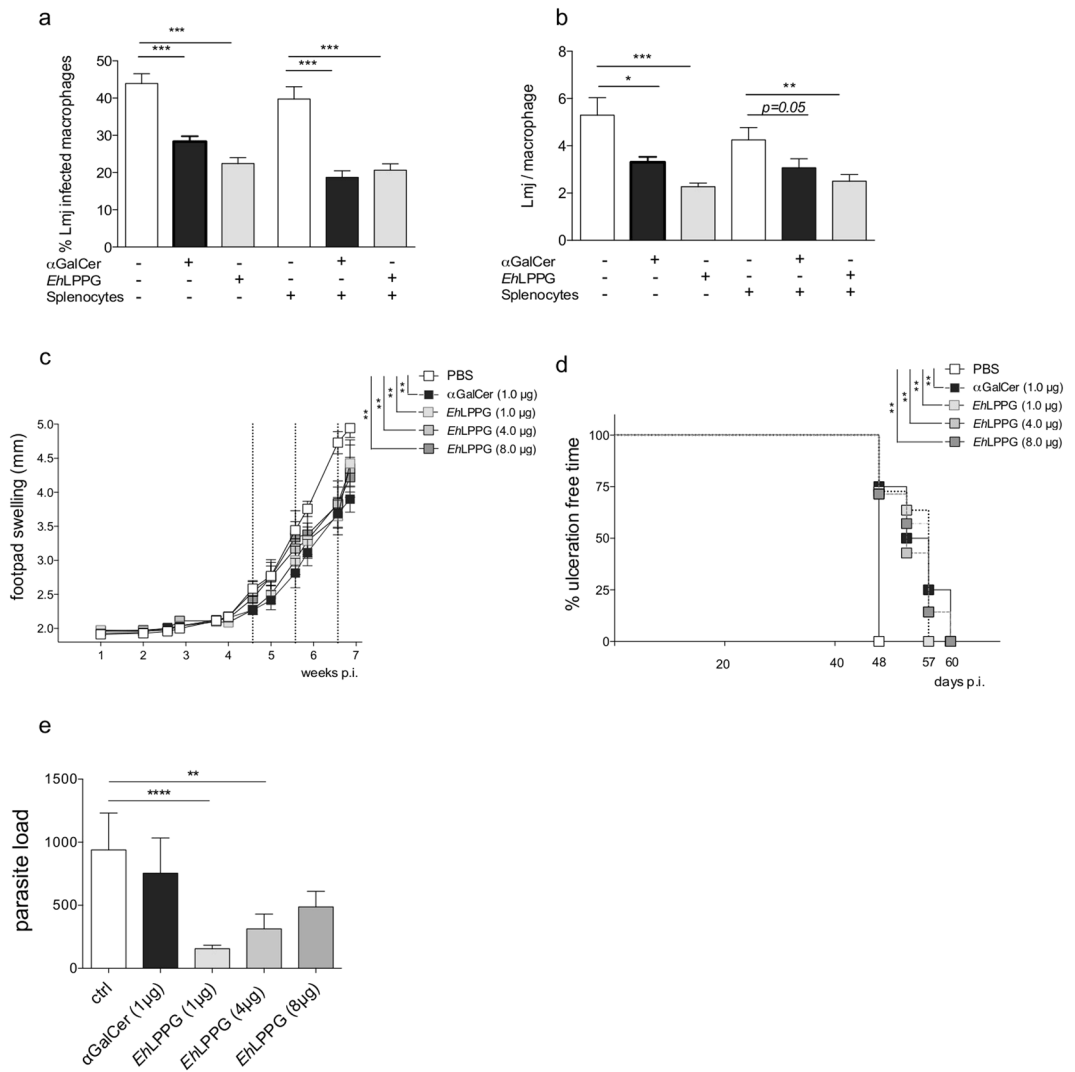 a
*** 
***
***
***
% Lmj infected macrophages
50
40
30
20
10
0
αGalCer - + - - + -
EhLPPG - - + - - +
Splenocytes - - - + + +
b
***
*
**
p=0.05
Lmj / macrophage
8
6
4
2
0
αGalCer - + - - + -
EhLPPG - - + - - +
Splenocytes - - - + + +
c
** ** ** **
PBS
αGalCer (1.0 µg)
EhLPPG (1.0 µg)
EhLPPG (4.0 µg)
EhLPPG (8.0 µg)
footpad swelling (mm)
5.0
4.5
4.0
3.5
3.0
2.5
2.0
1 2 3 4 5 6 7
weeks p.i.
d
** ** ** **
PBS
αGalCer (1.0 µg)
EhLPPG (1.0 µg)
EhLPPG (4.0 µg)
EhLPPG (8.0 µg)
% ulceration free time
100
75
50
25
0
20 40 48 57 60
days p.i.
e
**
****
parasite load
1500
1000
500
0
ctrl
αGalCer (1µg)
EhLPPG (1µg)
EhLPPG (4µg)
EhLPPG (8µg)